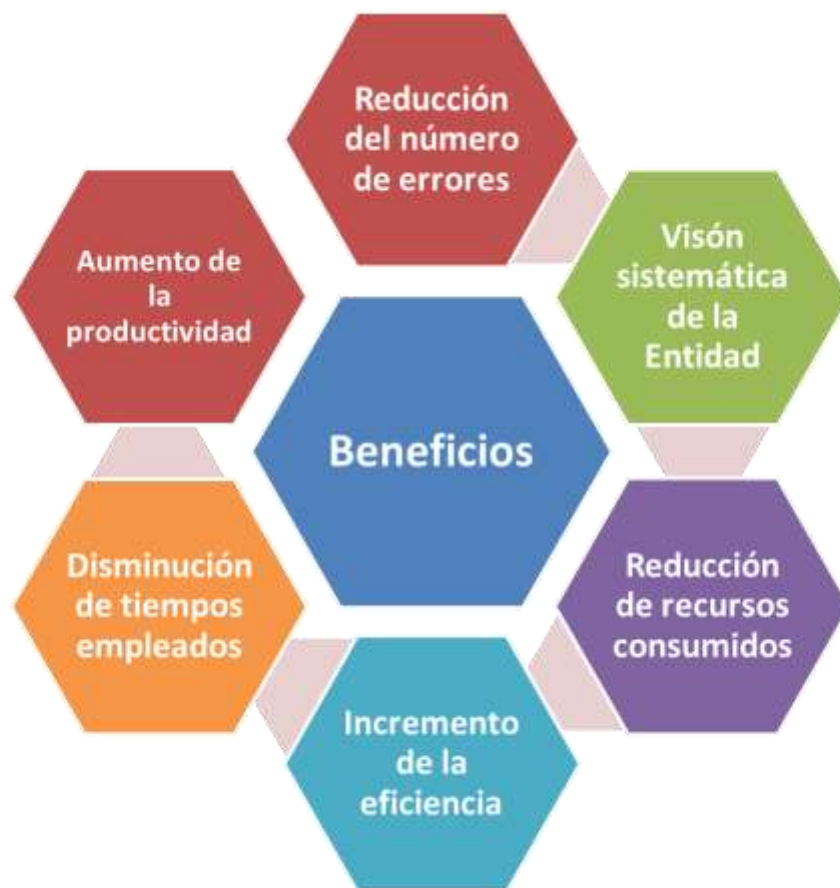 Reducción
del número
de errores
Visón
sistemática
de la
Entidad
Reducción
de recursos
consumidos
Incremento
de la
eficiencia
Disminución
de tiempos
empleados
Aumento de
la
productividad
Beneficios